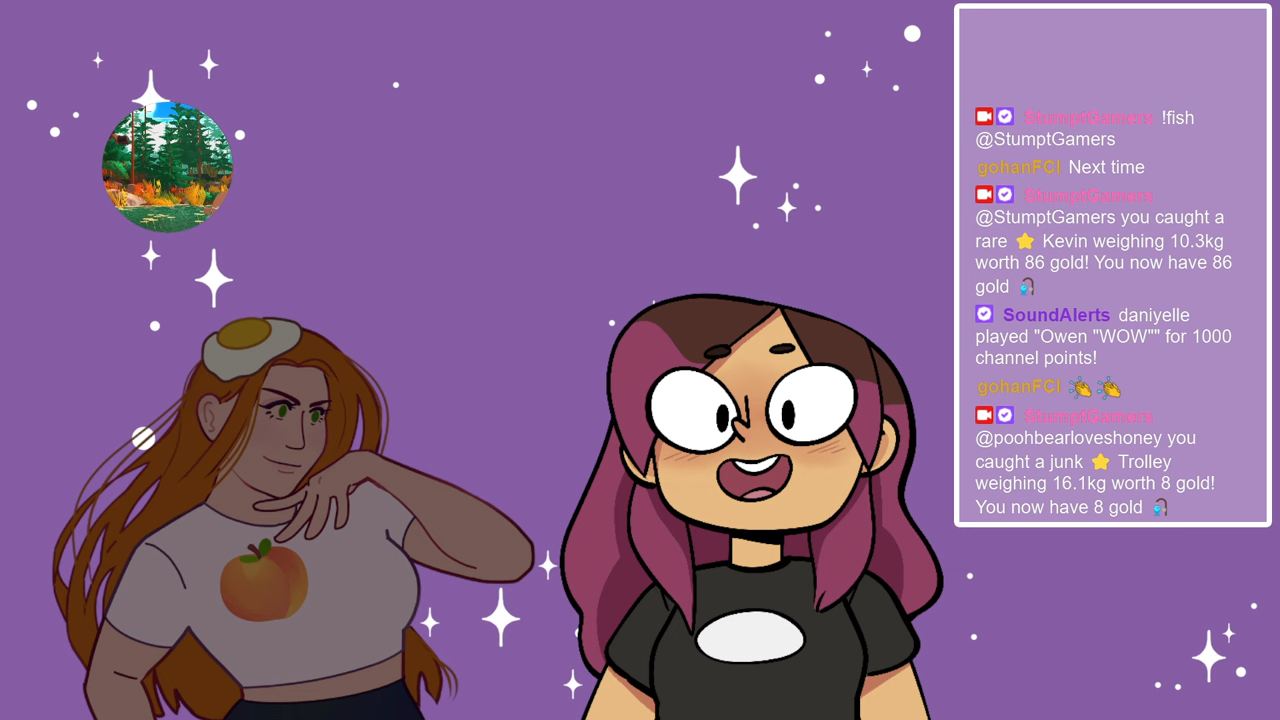 StumptGamers !fish
@StumptGamers
gohanFCI Next time
StumptGamers
@StumptGamers you caught a
rare Kevin weighing 10.3kg
worth 86 gold! You now have 86
gold
SoundAlerts daniyelle
played "Owen "WOW"" for 1000
channel points!
gohanFCI
StumptGamers
@poohbearloveshoney you
caught a junk Trolley
weighing 16.1kg worth 8 gold!
You now have 8 gold